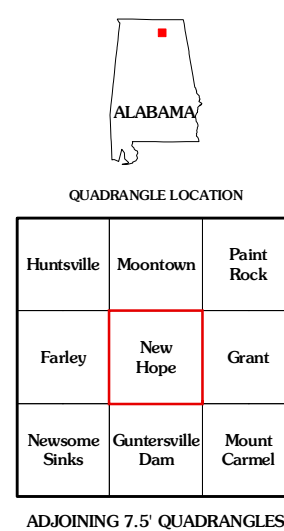 ALABAMA
QUADRANGLE LOCATION
Huntsville
Moontown
Paint
Rock
Farley
New
Hope
Grant
Newsome
Sinks
Guntersville
Dam
Mount
Carmel
ADJOINING 7.5' QUADRANGLES